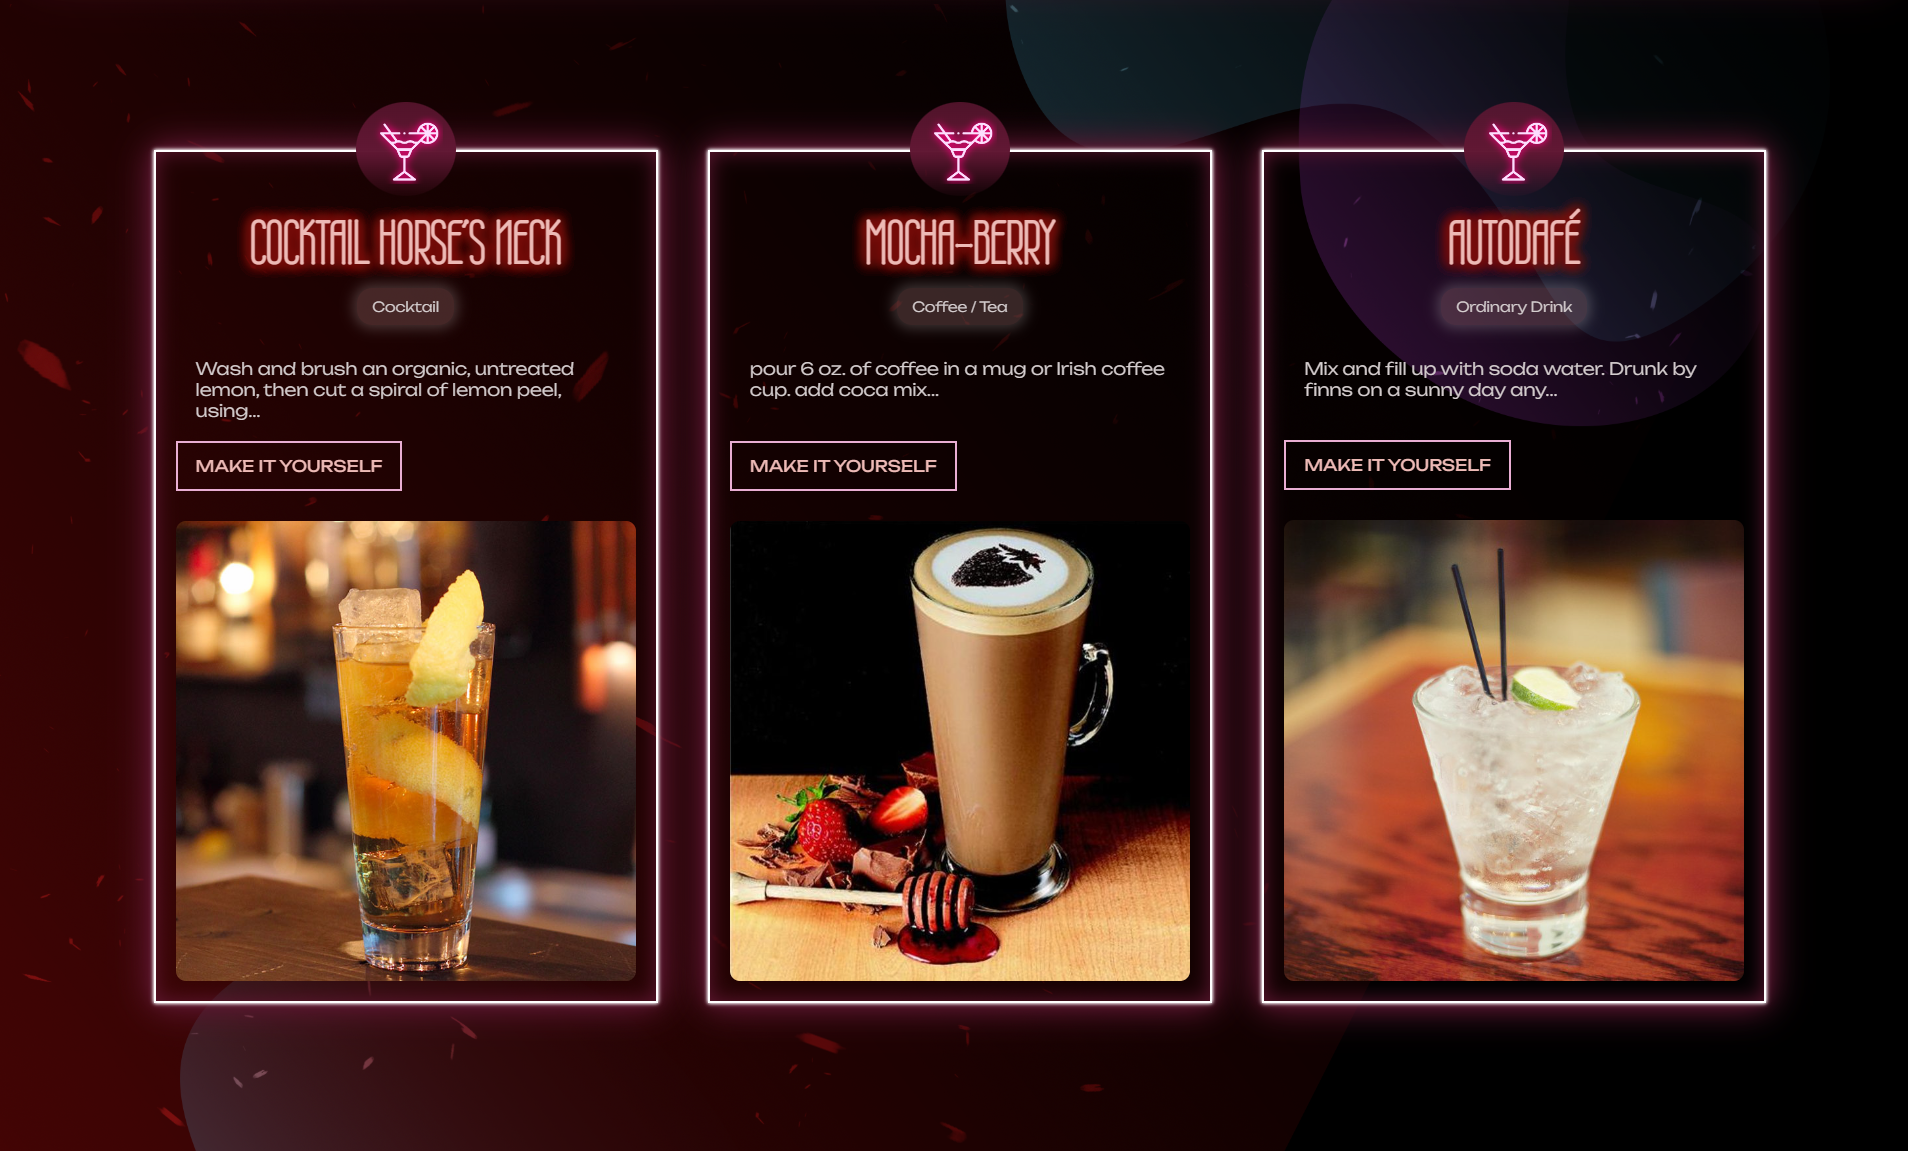 COCKTAIL HORSE'S NECK
Cocktail
Wash and brush an organic, untreated
lemon, then cut a spiral of lemon peel,
using...
MAKE IT YOURSELF
MOCHA-BERRY
Coffee / Tea
pour 6 oz. of coffee in a mug or Irish coffee
cup. add coca mix...
MAKE IT YOURSELF
AUTODAFÉ
Ordinary Drink
Mix and fill up with soda water. Drunk by
finns on a sunny day any...
MAKE IT YOURSELF